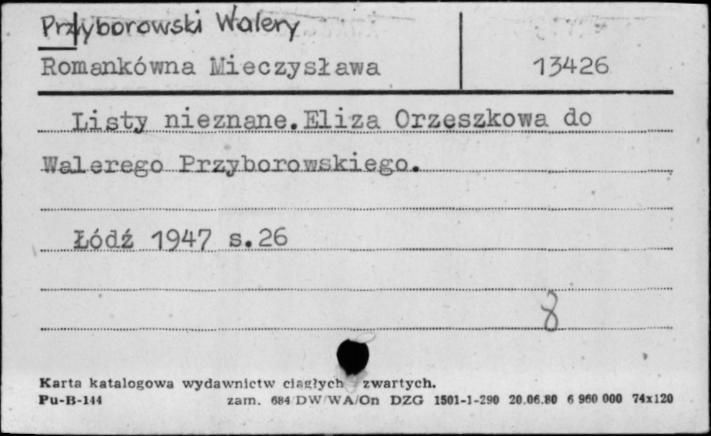 Przyborowski Walery
Romankówna Mieczysława 13426
Listy nieznane.Eliza Orzeszkowa do
Walerego Przyborowskiego.
Łódź 1947 s.26
8
Karta katalogowa wydawnictw ciągłych zwartych.
Pu-B-144 zam. 684 DW WA/On DZG 1501-1-290 20.06.80 6 960 000 74x120